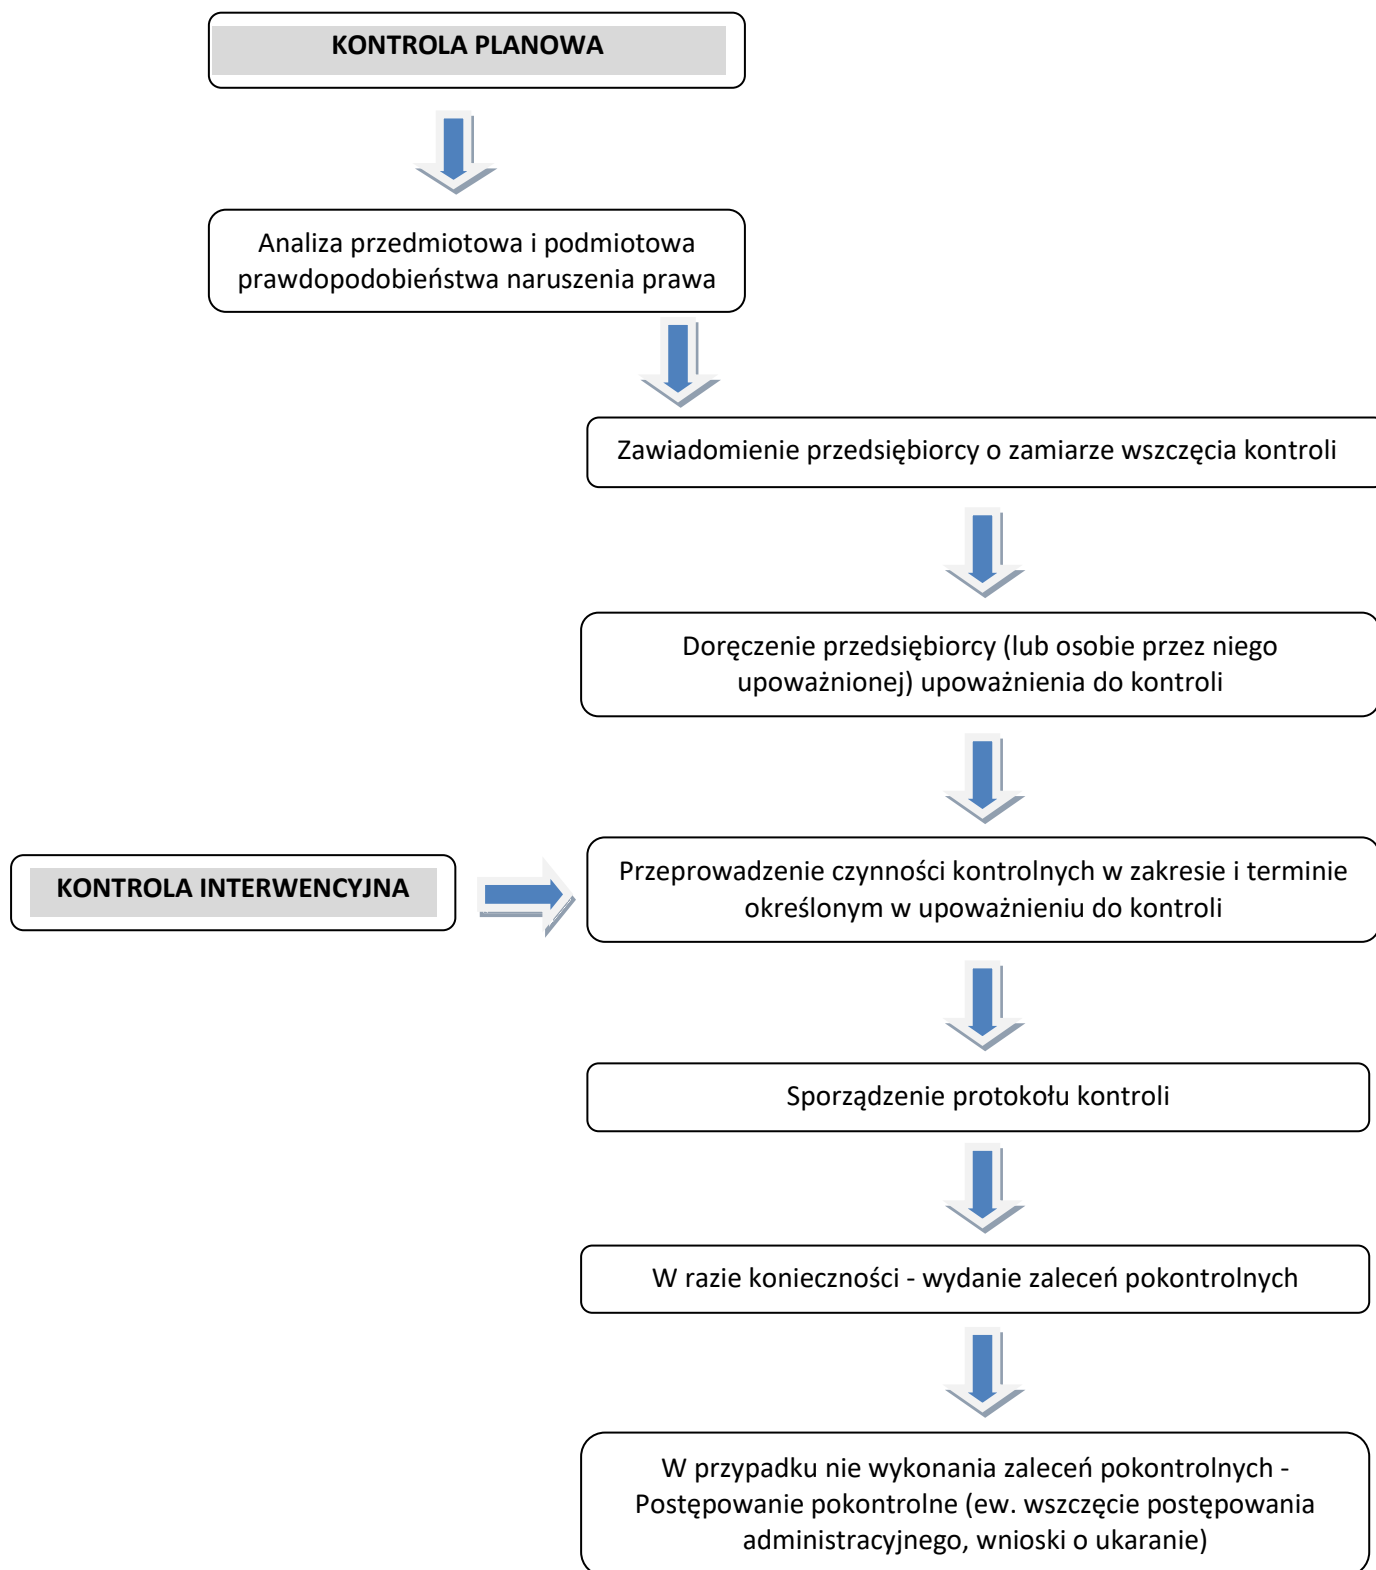 KONTROLA PLANOWA
Analiza przedmiotowa i podmiotowa
prawdopodobieństwa naruszenia prawa
Zawiadomienie przedsiębiorcy o zamiarze wszczęcia kontroli
Doręczenie przedsiębiorcy (lub osobie przez niego
upoważnionej) upoważnienia do kontroli
KONTROLA INTERWENCYJNA
Przeprowadzenie czynności kontrolnych w zakresie i terminie
określonym w upoważnieniu do kontroli
Sporządzenie protokołu kontroli
W razie konieczności - wydanie zaleceń pokontrolnych
W przypadku nie wykonania zaleceń pokontrolnych -
Postępowanie pokontrolne (ew. wszczęcie postępowania
administracyjnego, wnioski o ukaranie)